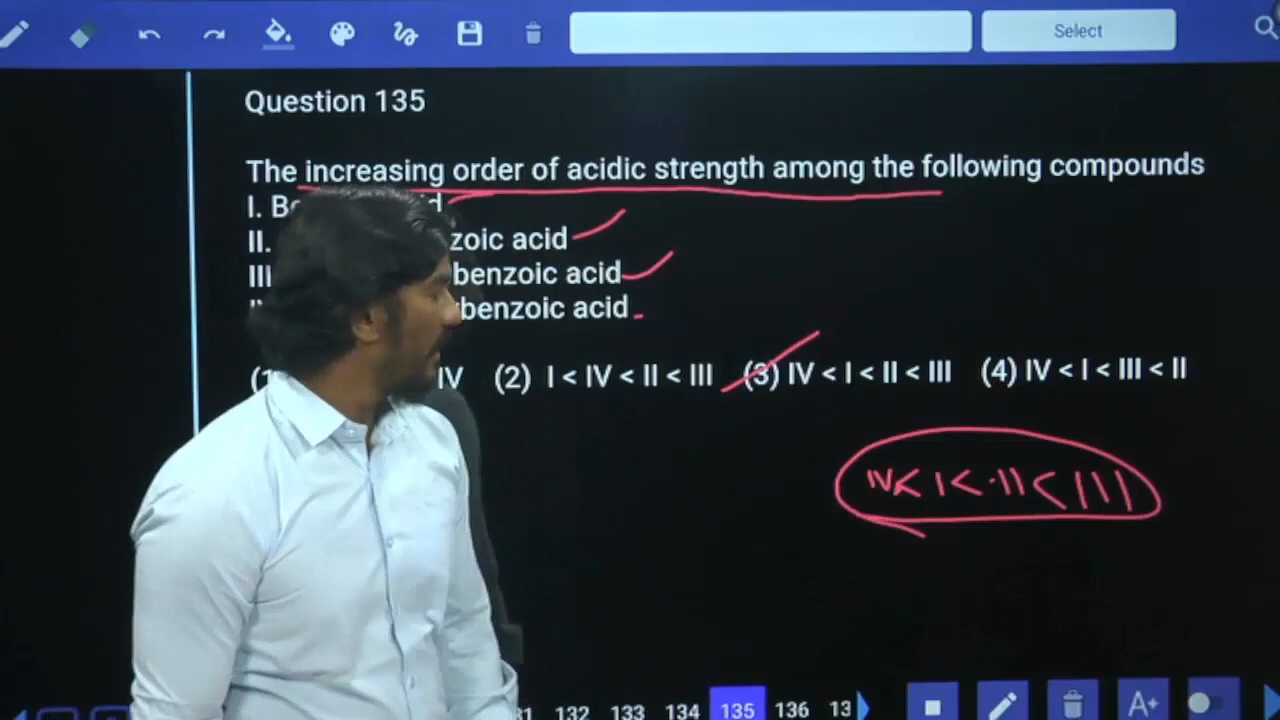 Select
Question 135
The increasing order of acidic strength among the following compounds
I.
II. zoic acid
III benzoic acid
benzoic acid
(1 IV (2) I < IV < II < III (3) IV < I < II < III (4) IV < I < III < II
IV < I < II < III
31 132 133 134 135 136 13 A+